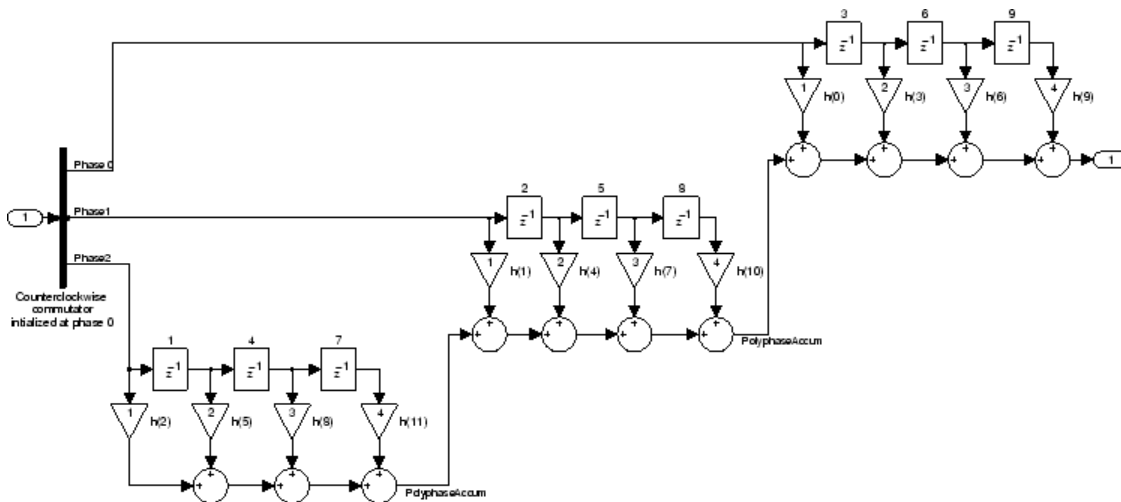 3 6 9
z⁻¹ z⁻¹ z⁻¹
1 h(0) 2 h(3) 3 h(6) 4 h(9)
+ + + +
+ + + + 1
Phase 0
2 5 8
1 Phase1 z⁻¹ z⁻¹ z⁻¹
Phase2
1 h(1) 2 h(4) 3 h(7) 4 h(10)
Counterclockwise
commutator
intialized at phase 0
+ + + +
+ + + +
PolyphaseAccum
1 4 7
z⁻¹ z⁻¹ z⁻¹
1 h(2) 2 h(5) 3 h(8) 4 h(11)
+ + +
+ + +
PolyphaseAccum